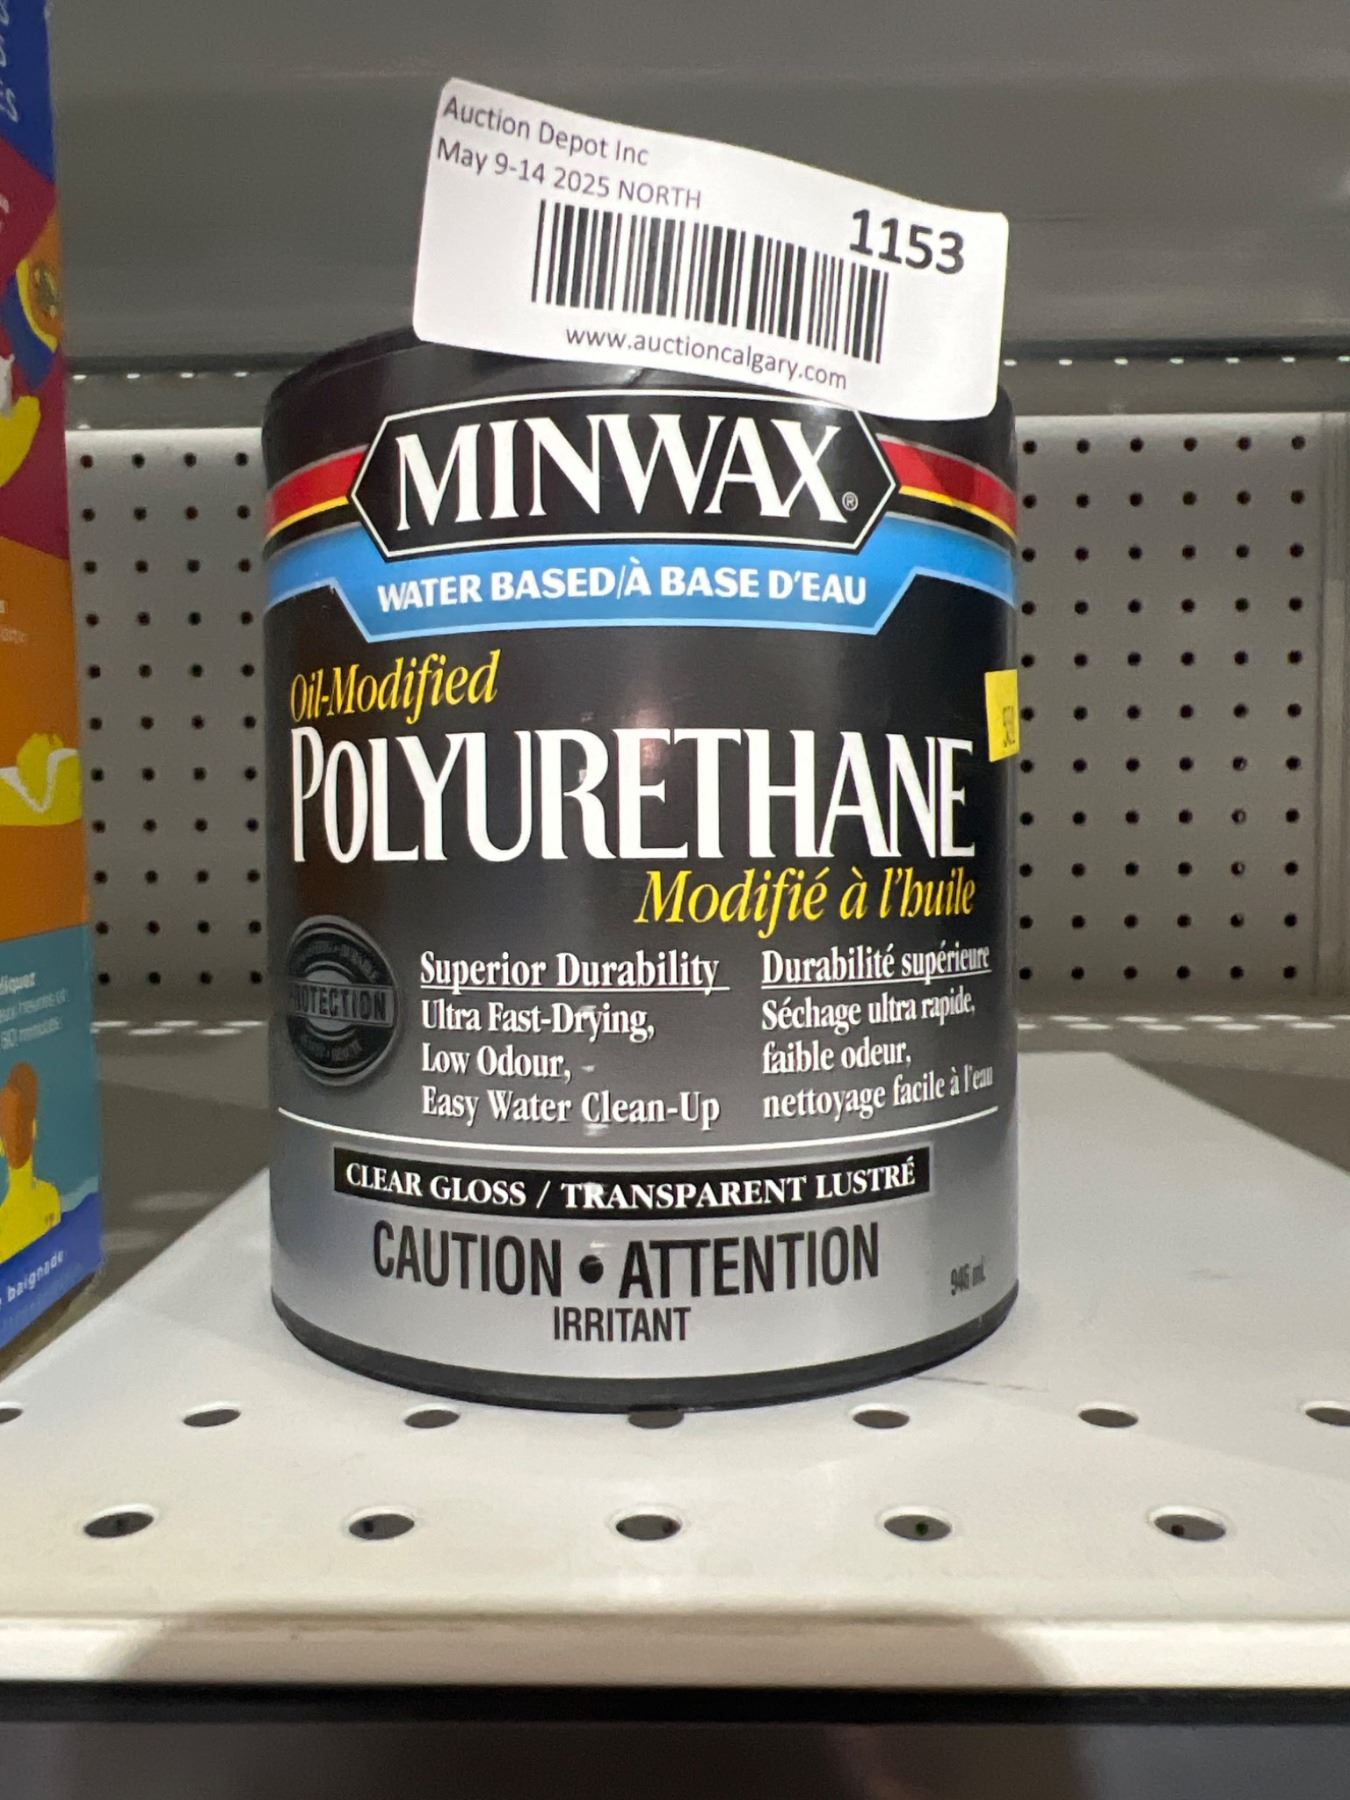 Auction Depot Inc
May 9-14 2025 NORTH
1153
www.auctioncalgary.com
MINWAX®
WATER BASED/À BASE D'EAU
Oil-Modified
POLYURETHANE
Modifié à l'huile
PROTECTION
Superior Durability
Ultra Fast-Drying,
Low Odour,
Easy Water Clean-Up
Durabilité supérieure
Séchage ultra rapide,
faible odeur,
nettoyage facile à l'eau
CLEAR GLOSS / TRANSPARENT LUSTRÉ
CAUTION • ATTENTION
IRRITANT
946 mL
baignade